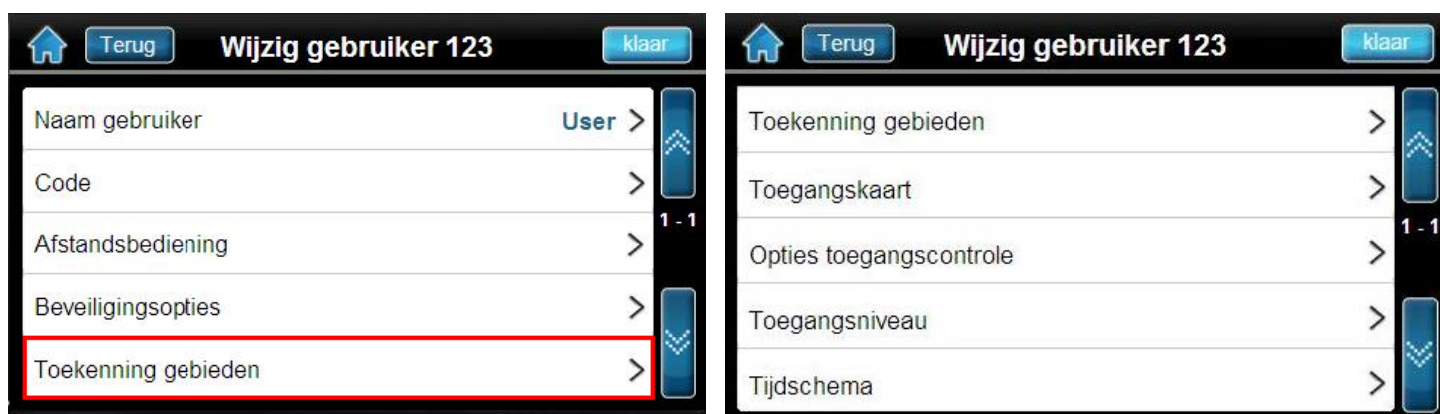 Terug Wijzig gebruiker 123 klaar
Naam gebruiker User >
Code >
1 - 1
Afstandsbediening >
Beveiligingsopties >
Toekenning gebieden >
Terug Wijzig gebruiker 123 klaar
Toekenning gebieden >
Toegangskaart >
1 - 1
Opties toegangscontrole >
Toegangsniveau >
Tijdschema >